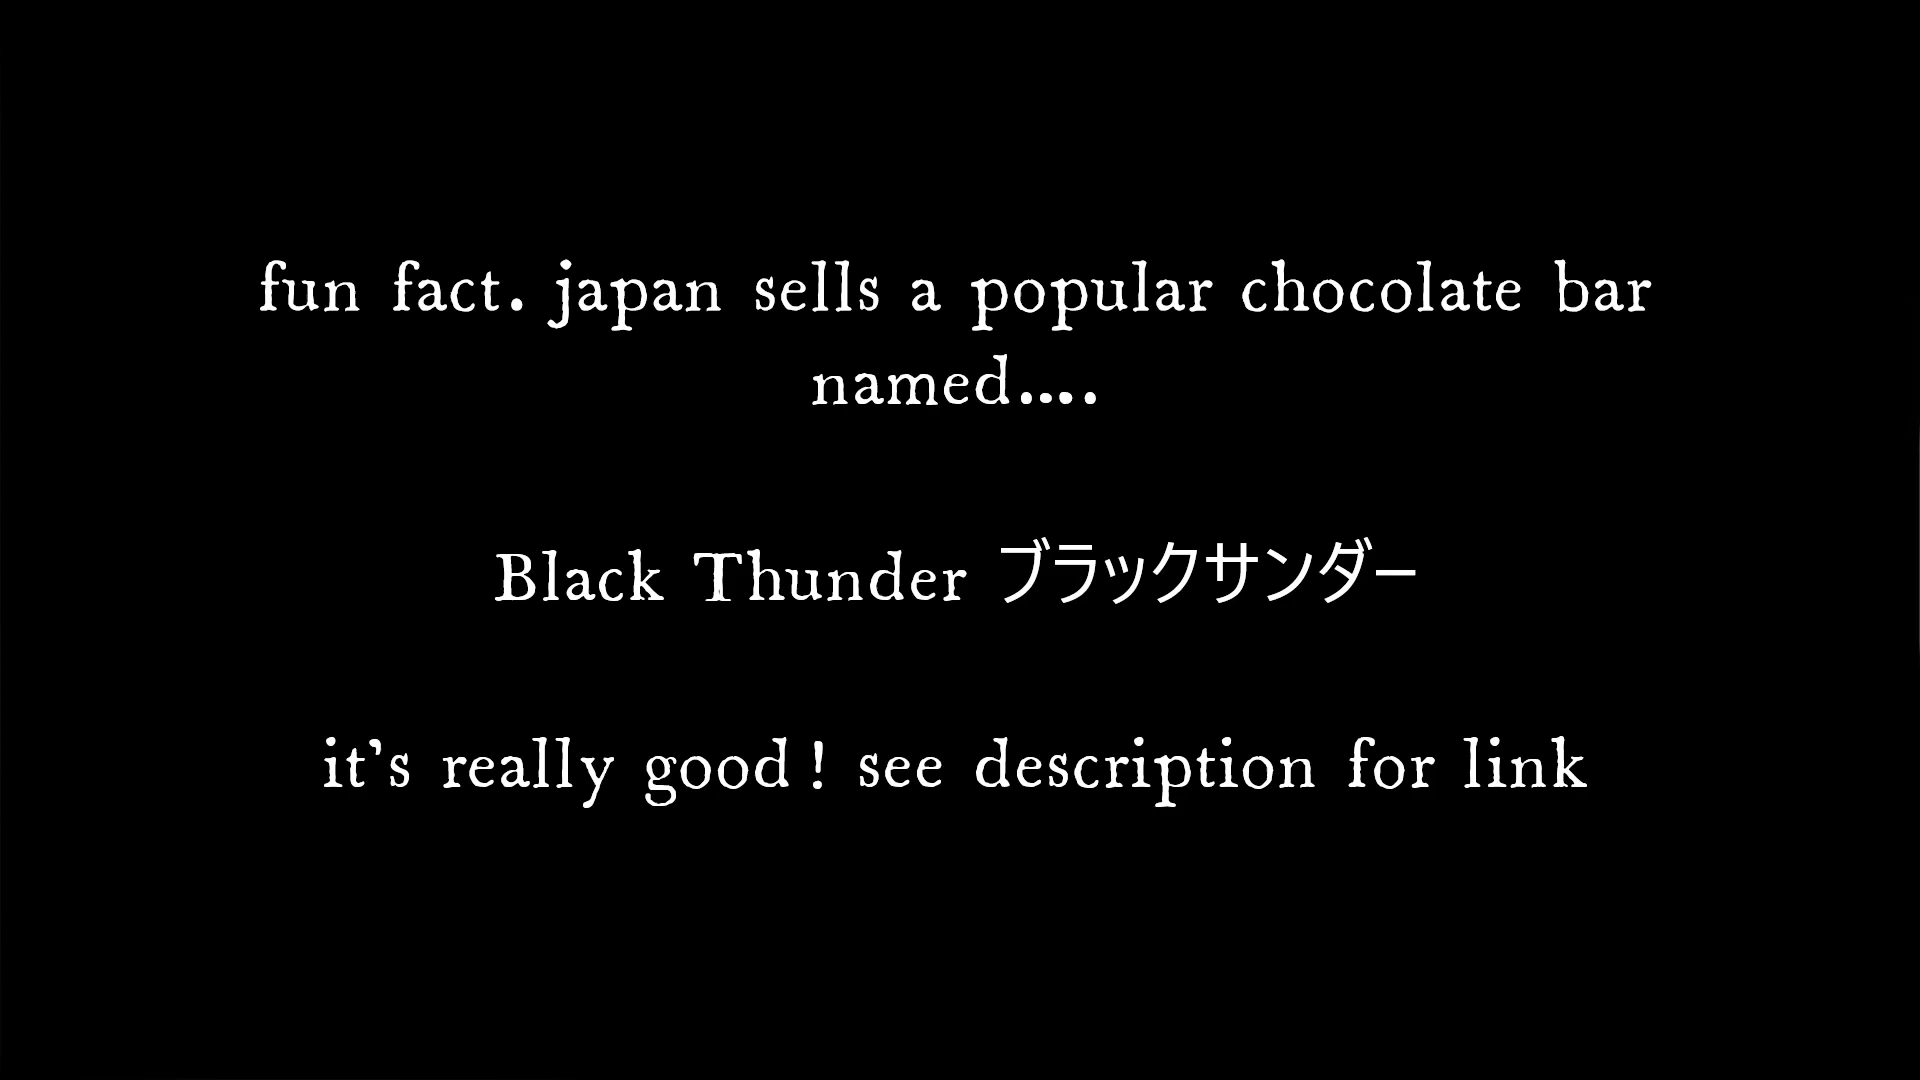 fun fact. japan sells a popular chocolate bar
named....
Black Thunder ブラックサンダー
it's really good! see description for link